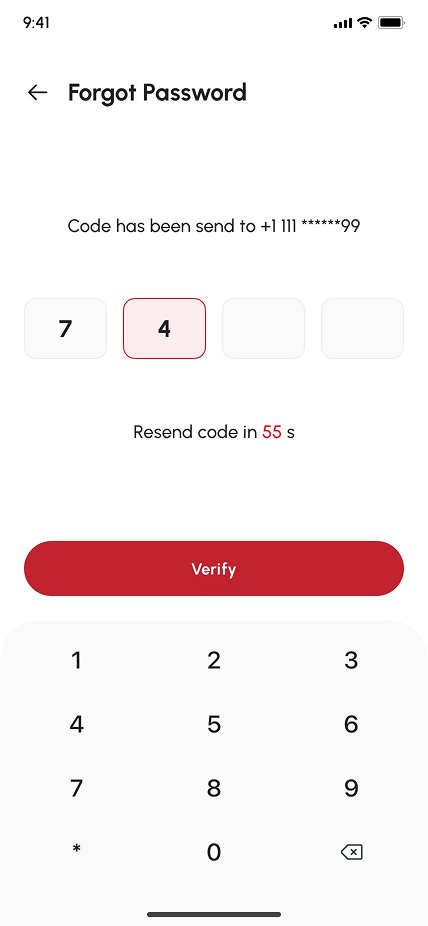 9:41
Forgot Password
Code has been send to +1 111 ******99
7 4
Resend code in 55 s
Verify
1 2 3
4 5 6
7 8 9
* 0